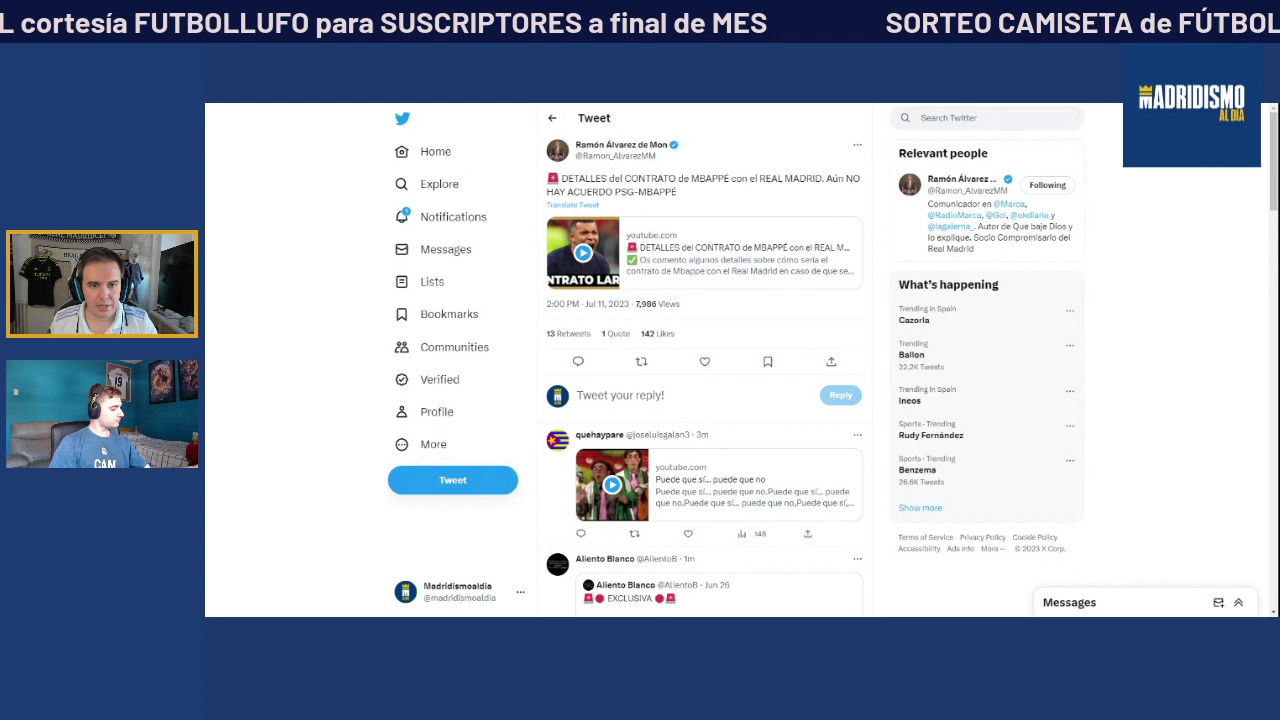 L cortesía FUTBOLLUFO para SUSCRIPTORES a final de MES
SORTEO CAMISETA de FÚTBOL
MADRIDISMO
AL DIA
Home
Explore
Notifications
Messages
Lists
Bookmarks
Communities
Verified
Profile
More
Tweet
Madridismoaldia
@madridismoaldia
Tweet
Ramón Álvarez de Mon
@Ramon_AlvarezMM
DETALLES del CONTRATO de MBAPPÉ con el REAL MADRID. Aún NO
HAY ACUERDO PSG-MBAPPÉ
Translate Tweet
NTRATO LAR
youtube.com
DETALLES del CONTRATO de MBAPPÉ con el REAL M...
Os comento algunos detalles sobre cómo sería el
contrato de Mbappe con el Real Madrid en caso de que se...
2:00 PM · Jul 11, 2023 · 7,986 Views
13 Retweets 1 Quote 142 Likes
Tweet your reply!
Reply
quehaypare @joseluisgalan3 · 3m
youtube.com
Puede que sí... puede que no
Puede que sí... puede que no,Puede que sí... puede
que no,Puede que sí... puede que no,Puede que sí,...
148
Aliento Blanco @AlientoB · 1m
Aliento Blanco @AlientoB · Jun 26
EXCLUSIVA
Search Twitter
Relevant people
Ramón Álvarez ...
@Ramon_AlvarezMM
Following
Comunicador en @Marca,
@RadioMarca, @Gol, @okdiario y
@lagalerna_. Autor de Que baje Dios y
lo explique. Socio Compromisario del
Real Madrid
What's happening
Trending in Spain
Cazorla
Trending
Ballon
22.2K Tweets
Trending in Spain
Ineos
Sports · Trending
Rudy Fernández
Sports · Trending
Benzema
26.6K Tweets
Show more
Terms of Service Privacy Policy Cookie Policy
Accessibility Ads info More ··· © 2023 X Corp.
Messages
19
CAN